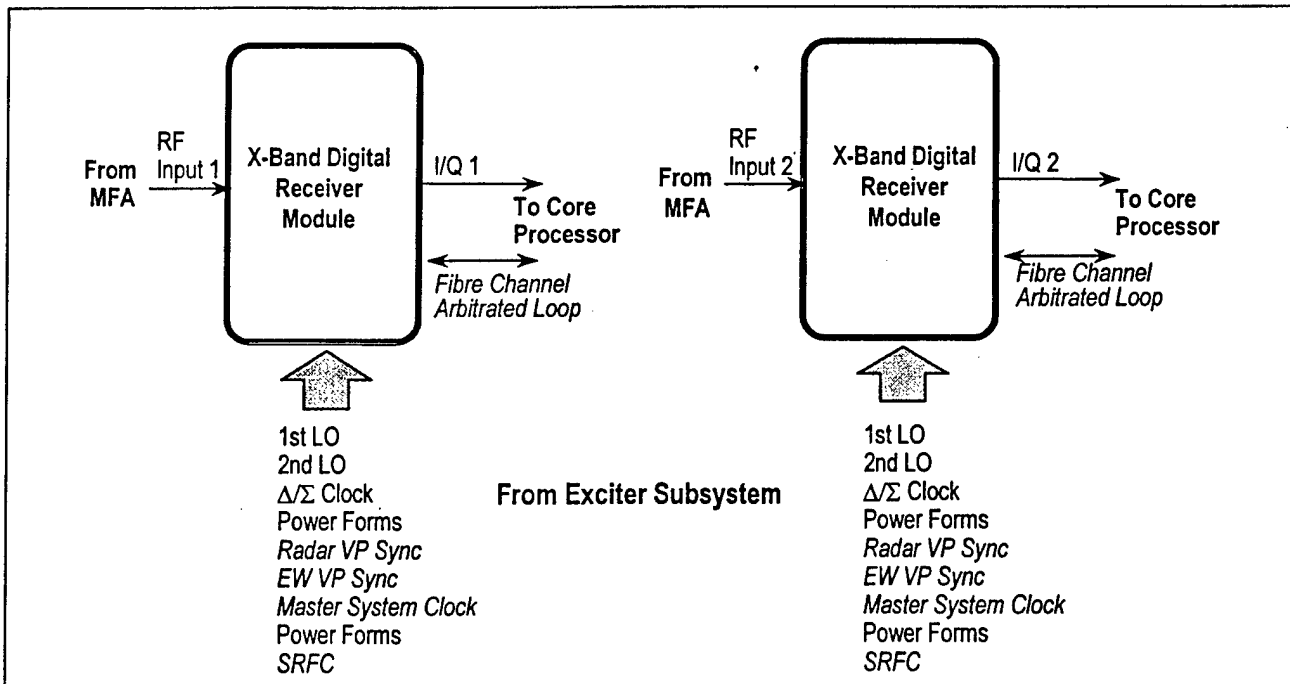 From
MFA
RF
Input 1
X-Band Digital
Receiver
Module
I/Q 1
To Core
Processor
Fibre Channel
Arbitrated Loop
1st LO
2nd LO
Δ/Σ Clock
Power Forms
Radar VP Sync
EW VP Sync
Master System Clock
Power Forms
SRFC
From Exciter Subsystem
From
MFA
RF
Input 2
X-Band Digital
Receiver
Module
I/Q 2
To Core
Processor
Fibre Channel
Arbitrated Loop
1st LO
2nd LO
Δ/Σ Clock
Power Forms
Radar VP Sync
EW VP Sync
Master System Clock
Power Forms
SRFC